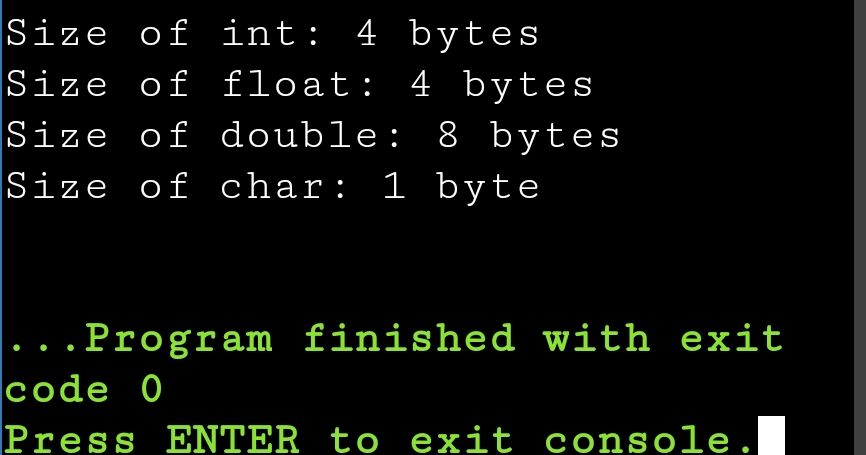 Size of int: 4 bytes
Size of float: 4 bytes
Size of double: 8 bytes
Size of char: 1 byte
...Program finished with exit
code 0
Press ENTER to exit console.